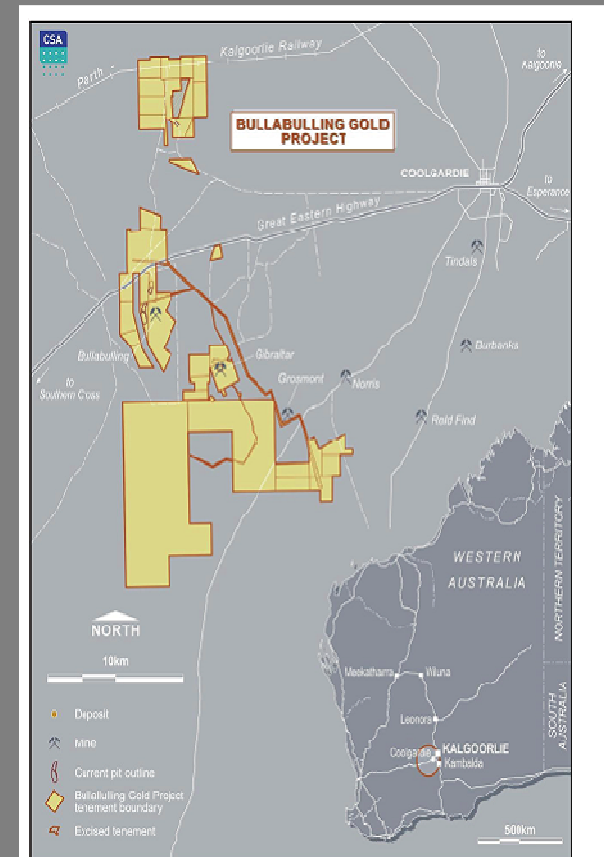 CSA
Perth
Kalgoorlie Railway
to
Kalgoorlie
BULLABULLING GOLD
PROJECT
COOLGARDIE
to
Esperance
Great Eastern Highway
Tindals
Burbanks
Bullabulling
Gibraltar
Grosmont
Norris
to
Southern Cross
Reld Find
WESTERN
AUSTRALIA
NORTHERN TERRITORY
SOUTH
AUSTRALIA
NORTH
10km
Meekatharra
Wiluna
Leonora
Coolgardie
KALGOORLIE
Kambalda
Deposit
Mine
Current pit outline
Bullabulling Gold Project
tenement boundary
Excised tenement
500km